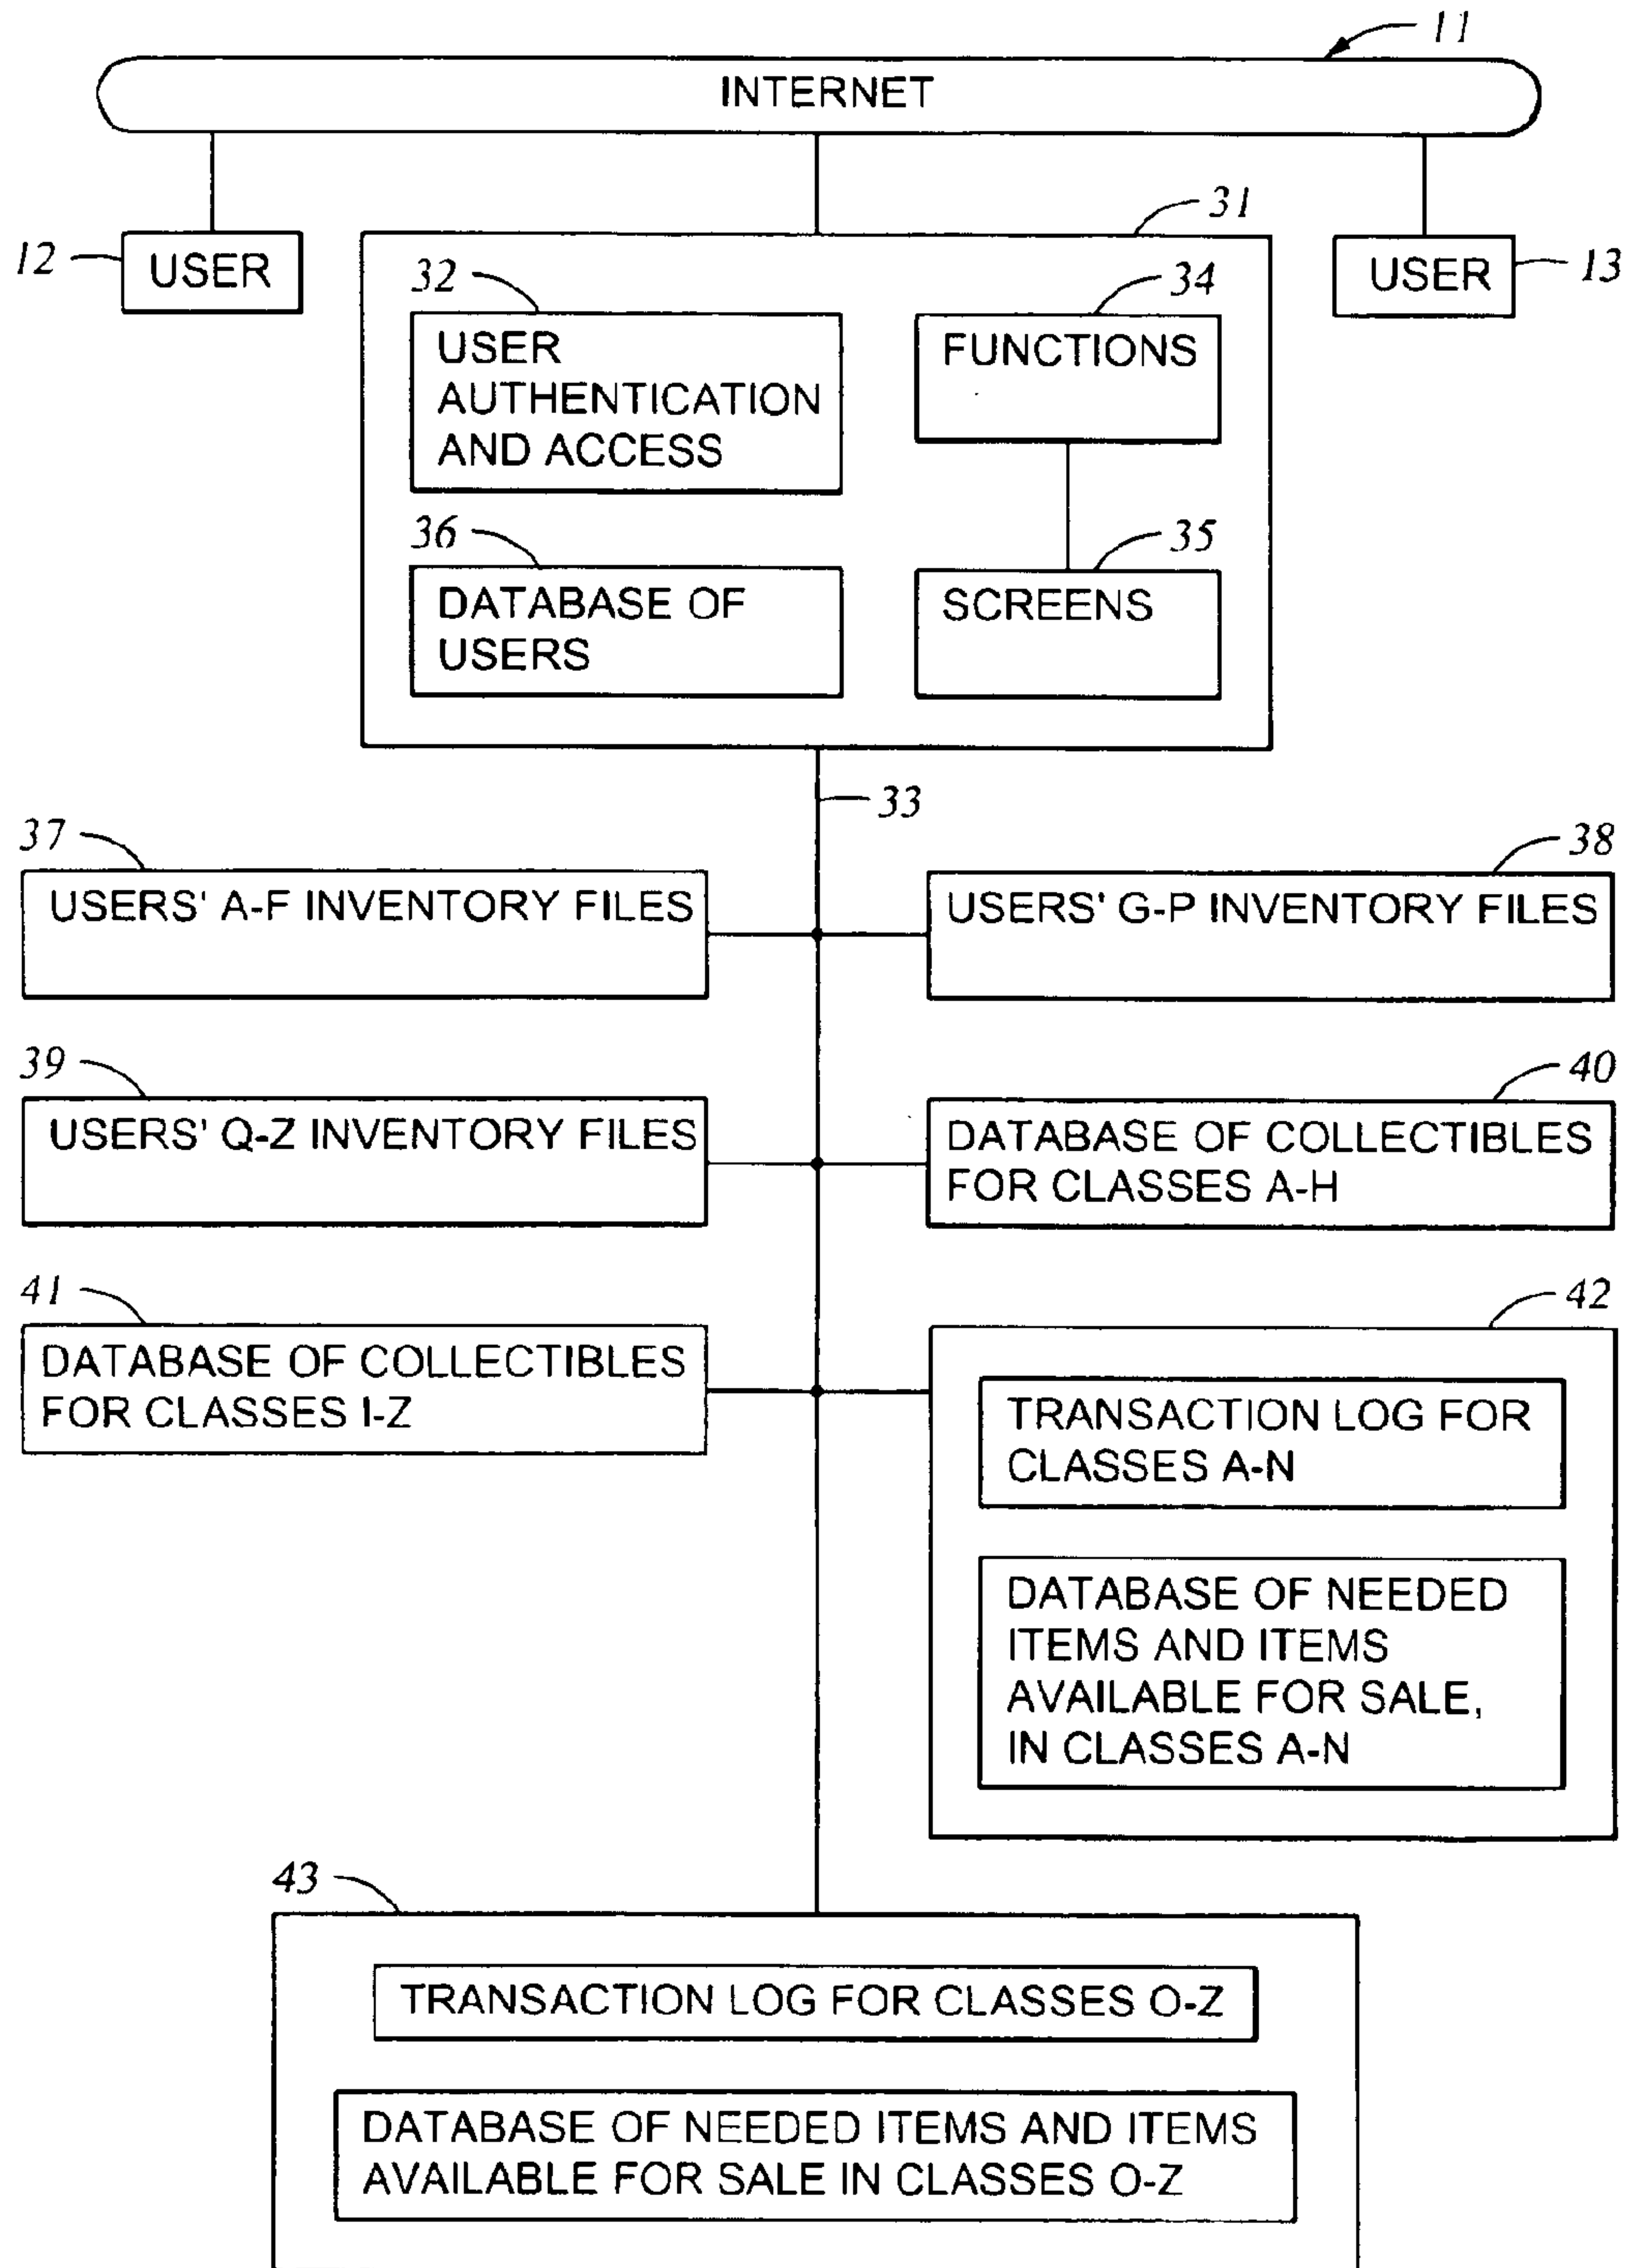 11
INTERNET
12
USER
31
USER
13
32
USER
AUTHENTICATION
AND ACCESS
34
FUNCTIONS
36
DATABASE OF
USERS
35
SCREENS
33
37
USERS' A-F INVENTORY FILES
38
USERS' G-P INVENTORY FILES
39
USERS' Q-Z INVENTORY FILES
40
DATABASE OF COLLECTIBLES
FOR CLASSES A-H
41
DATABASE OF COLLECTIBLES
FOR CLASSES I-Z
42
TRANSACTION LOG FOR
CLASSES A-N
DATABASE OF NEEDED
ITEMS AND ITEMS
AVAILABLE FOR SALE,
IN CLASSES A-N
43
TRANSACTION LOG FOR CLASSES O-Z
DATABASE OF NEEDED ITEMS AND ITEMS
AVAILABLE FOR SALE IN CLASSES O-Z